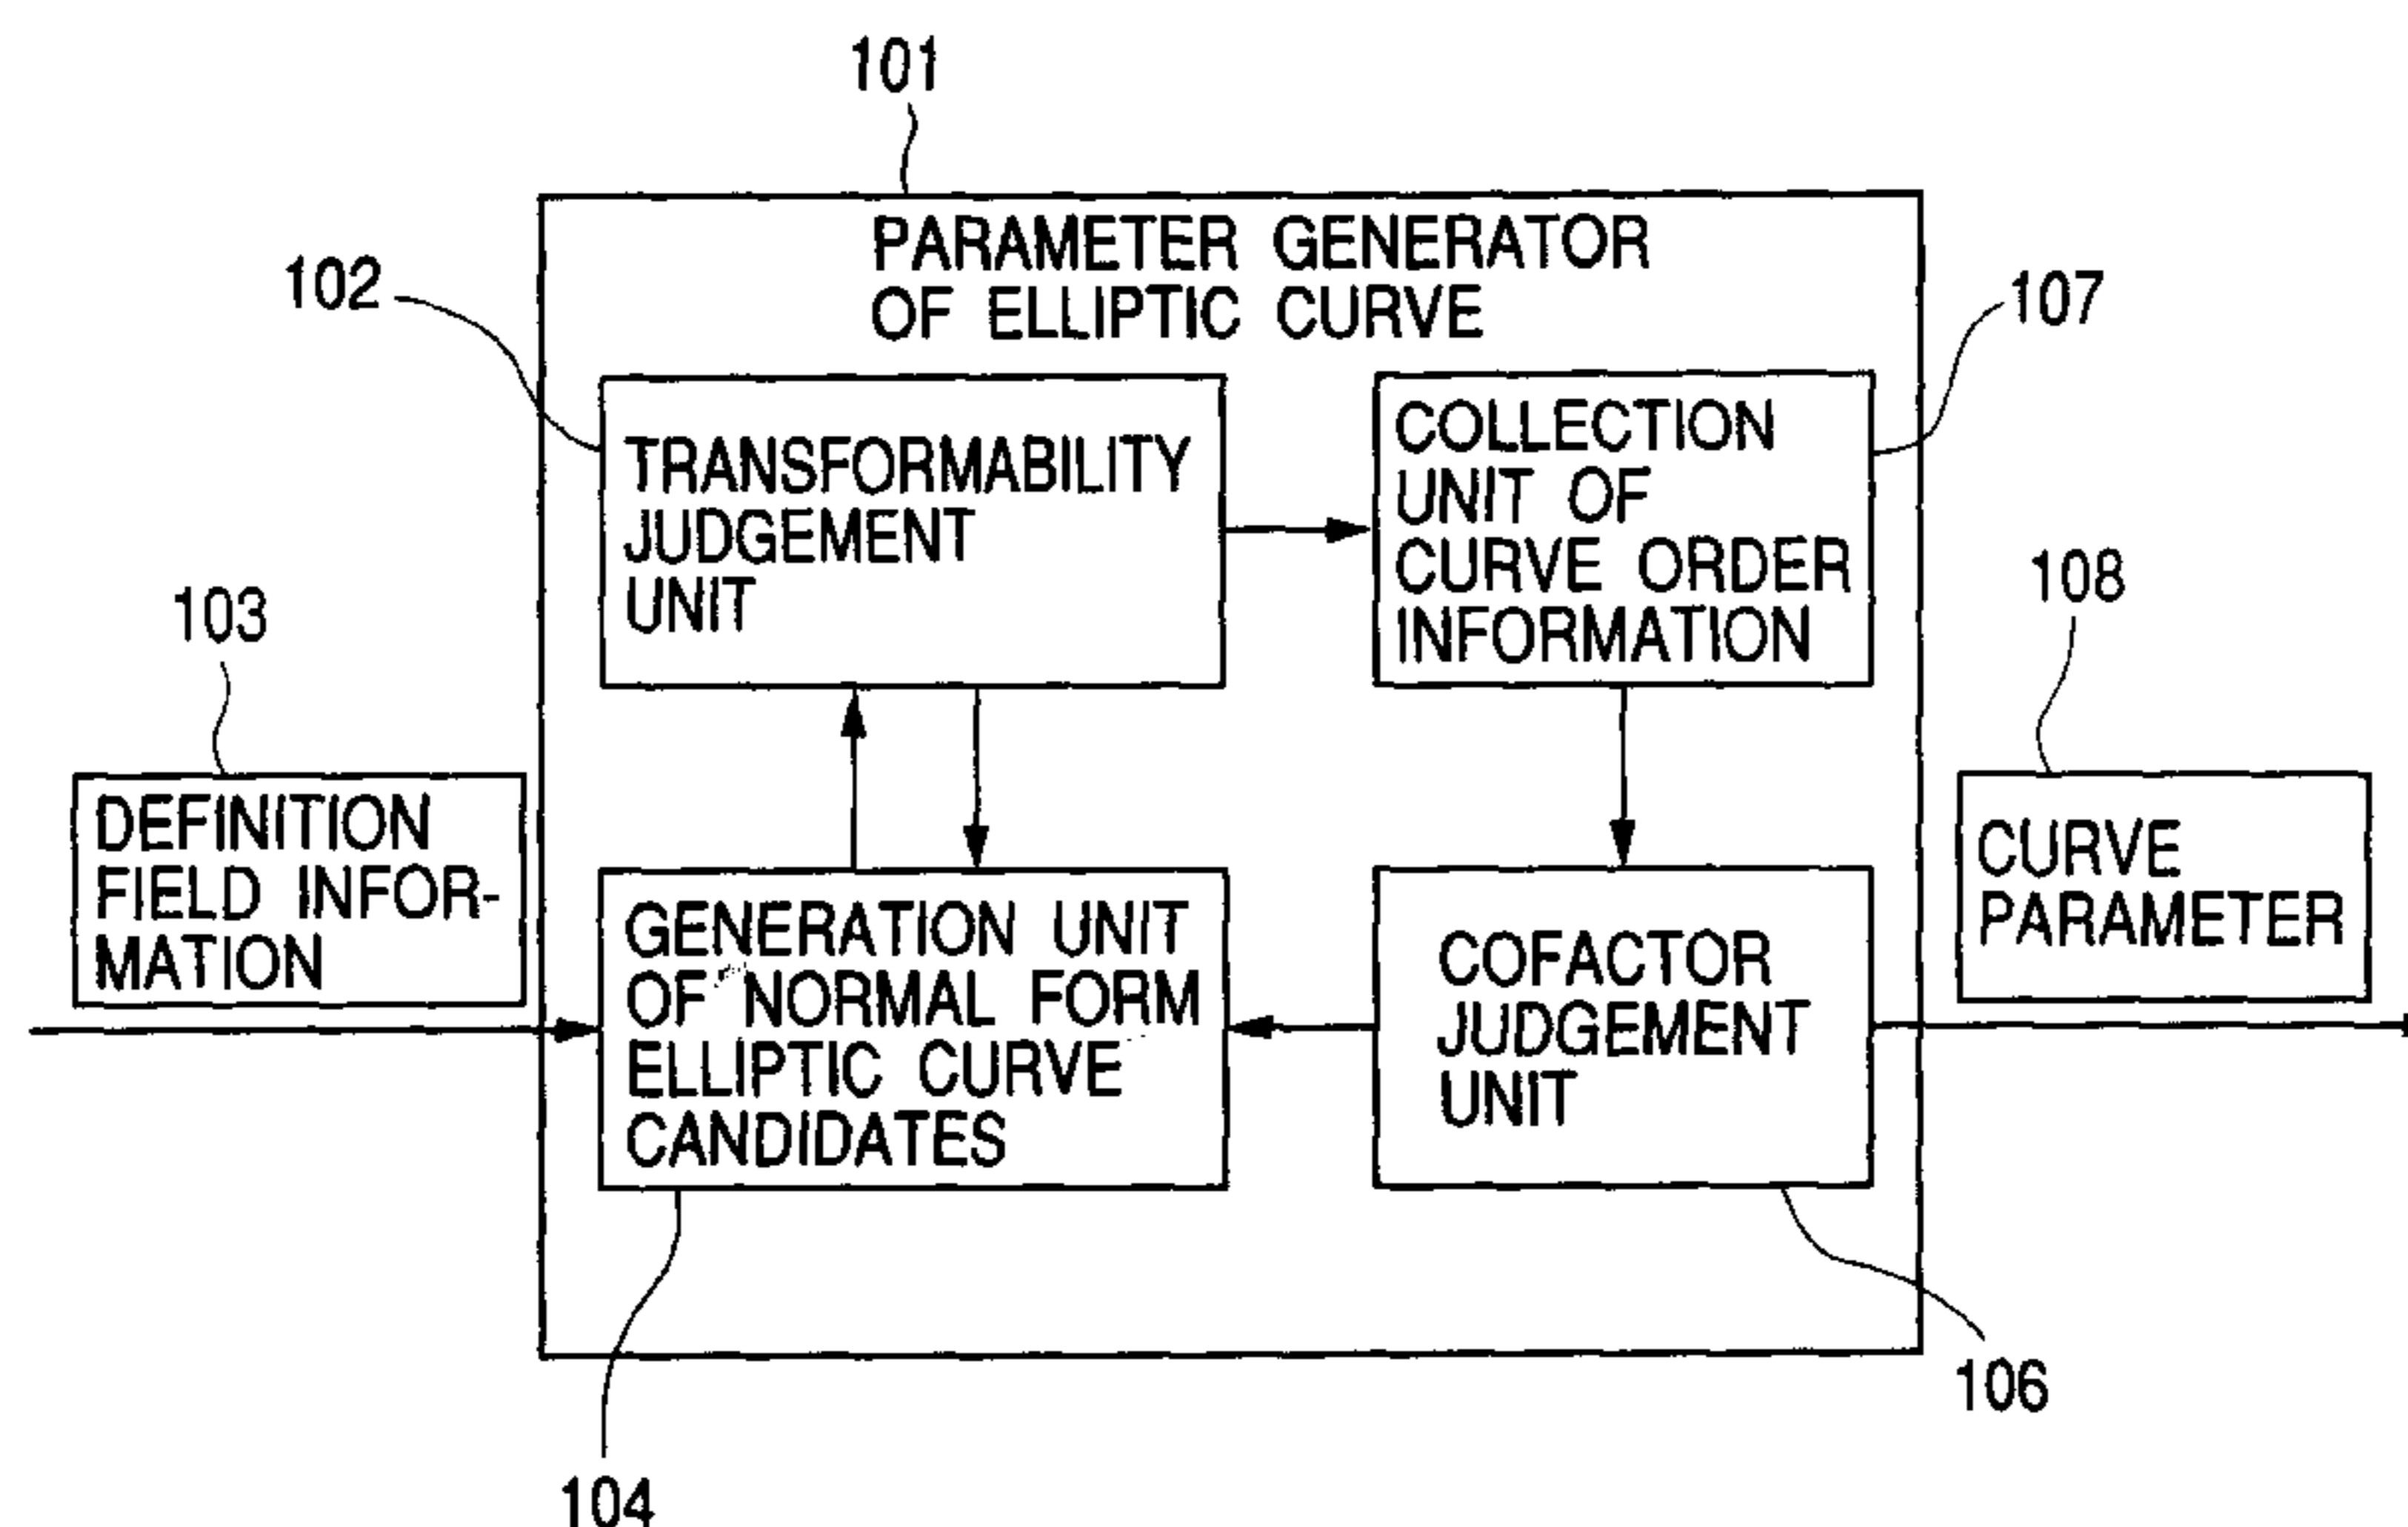 101
PARAMETER GENERATOR
OF ELLIPTIC CURVE
102
107
TRANSFORMABILITY
JUDGEMENT
UNIT
COLLECTION
UNIT OF
CURVE ORDER
INFORMATION
103
108
DEFINITION
FIELD INFOR-
MATION
GENERATION UNIT
OF NORMAL FORM
ELLIPTIC CURVE
CANDIDATES
COFACTOR
JUDGEMENT
UNIT
CURVE
PARAMETER
106
104